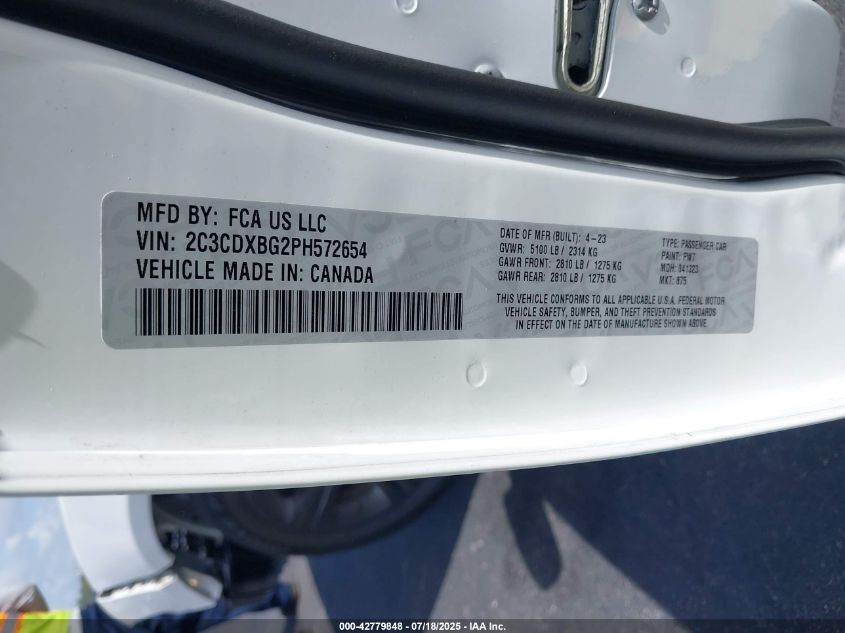 MFD BY: FCA US LLC
VIN: 2C3CDXBG2PH572654
VEHICLE MADE IN: CANADA
DATE OF MFR (BUILT): 4-23
GVWR: 5100 LB / 2314 KG
GAWR FRONT: 2810 LB / 1275 KG
GAWR REAR: 2810 LB / 1275 KG
TYPE: PASSENGER CAR
PAINT: PW7
MDH: 041323
MKT: 875
THIS VEHICLE CONFORMS TO ALL APPLICABLE U.S.A. FEDERAL MOTOR
VEHICLE SAFETY, BUMPER, AND THEFT PREVENTION STANDARDS
IN EFFECT ON THE DATE OF MANUFACTURE SHOWN ABOVE.
000-42779848 - 07/18/2025 - IAA Inc.